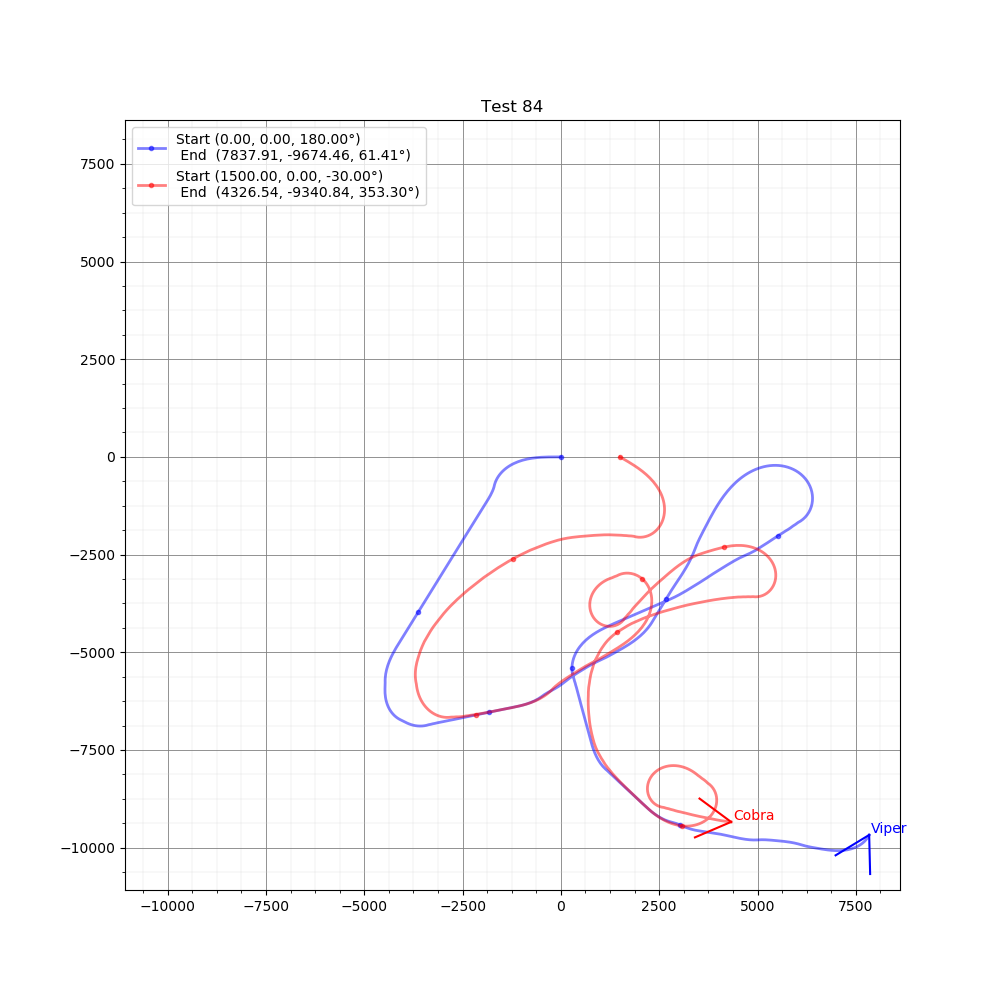 Test 84
Start (0.00, 0.00, 180.00°)
End  (7837.91, -9674.46, 61.41°)
Start (1500.00, 0.00, -30.00°)
End  (4326.54, -9340.84, 353.30°)
7500
5000
2500
0
−2500
−5000
−7500
−10000
Cobra
Viper
−10000 −7500 −5000 −2500 0 2500 5000 7500